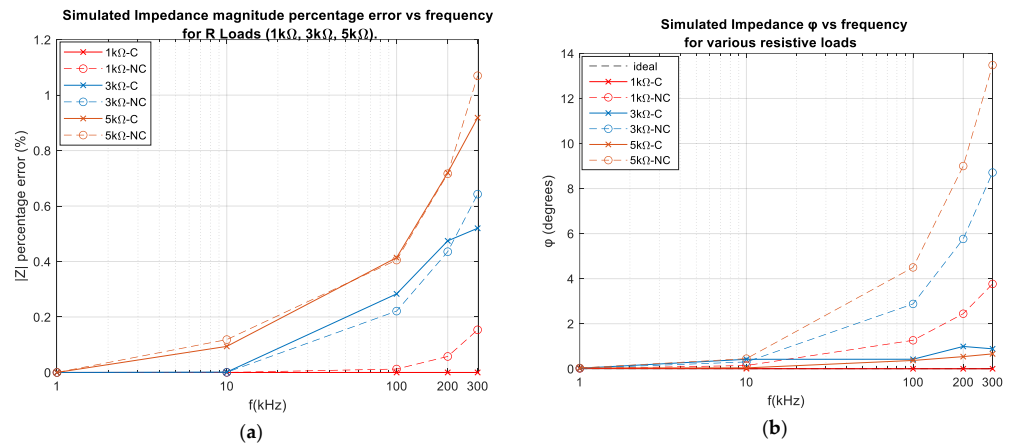 Simulated Impedance magnitude percentage error vs frequency
for R Loads (1kΩ, 3kΩ, 5kΩ).
1.2
1
0.8
0.6
0.4
0.2
0
|Z| percentage error (%)
1kΩ-C
1kΩ-NC
3kΩ-C
3kΩ-NC
5kΩ-C
5kΩ-NC
1 10 100 200 300
f(kHz)
(a)
Simulated Impedance φ vs frequency
for various resistive loads
14
12
10
8
6
4
2
0
φ (degrees)
ideal
1kΩ-C
1kΩ-NC
3kΩ-C
3kΩ-NC
5kΩ-C
5kΩ-NC
1 10 100 200 300
f(kHz)
(b)